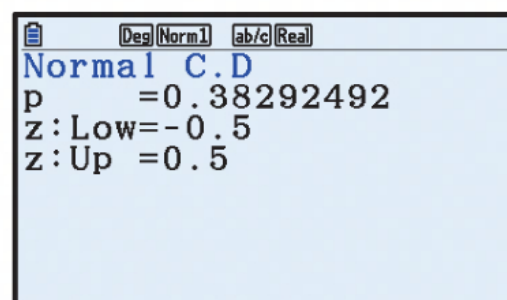 Deg Norm1 ab/c Real
Normal C.D
p =0.38292492
z:Low=-0.5
z:Up =0.5